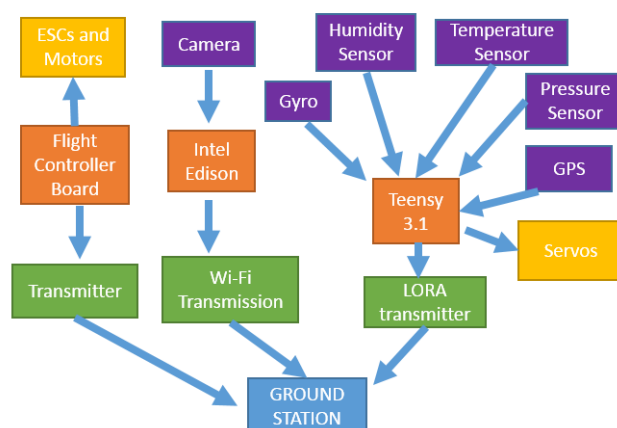 ESCs and
Motors
Camera
Humidity
Sensor
Temperature
Sensor
Gyro
Pressure
Sensor
Flight
Controller
Board
Intel
Edison
GPS
Teensy
3.1
Servos
Transmitter
Wi-Fi
Transmission
LORA
transmitter
GROUND
STATION